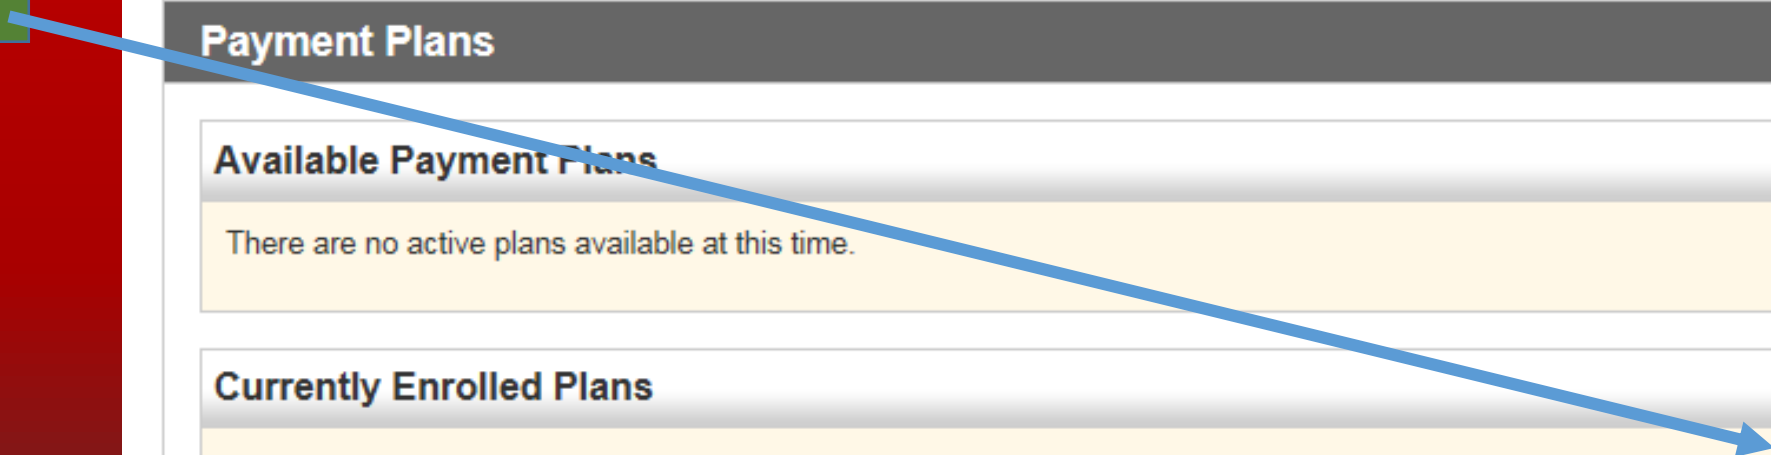 Payment Plans
Available Payment Plans
There are no active plans available at this time.
Currently Enrolled Plans